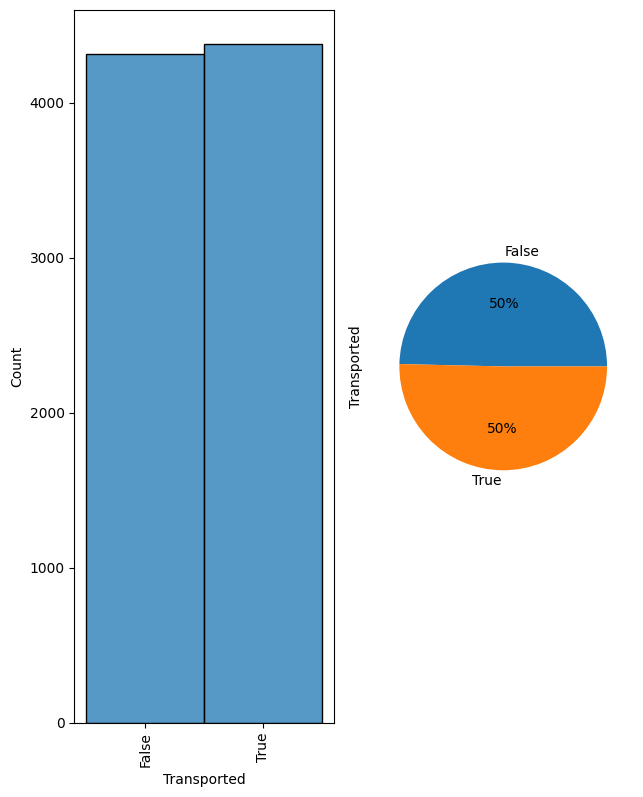 4000
3000
2000
1000
0
Count
False
True
Transported
Transported
False
50%
50%
True